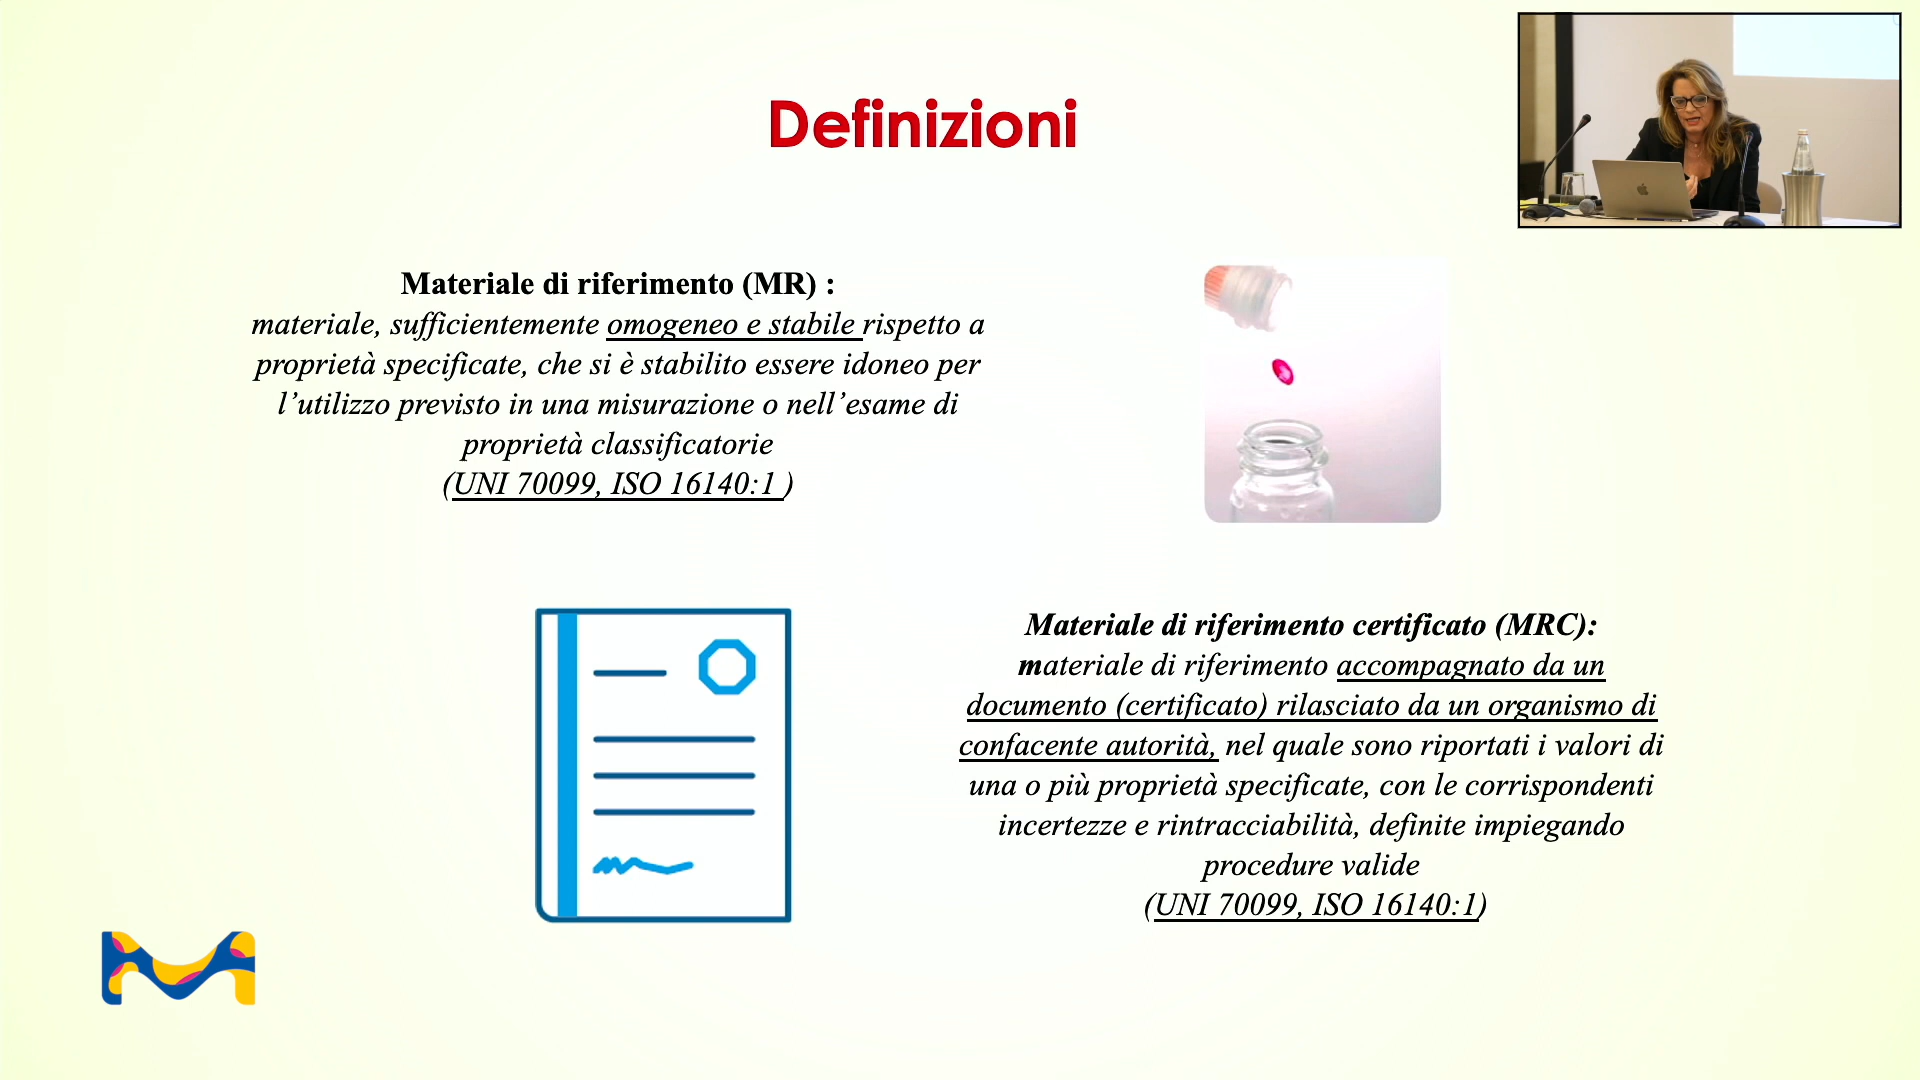 Definizioni
Materiale di riferimento (MR) :
materiale, sufficientemente omogeneo e stabile rispetto a
proprietà specificate, che si è stabilito essere idoneo per
l’utilizzo previsto in una misurazione o nell’esame di
proprietà classificatorie
(UNI 70099, ISO 16140:1 )
Materiale di riferimento certificato (MRC):
materiale di riferimento accompagnato da un
documento (certificato) rilasciato da un organismo di
confacente autorità, nel quale sono riportati i valori di
una o più proprietà specificate, con le corrispondenti
incertezze e rintracciabilità, definite impiegando
procedure valide
(UNI 70099, ISO 16140:1)